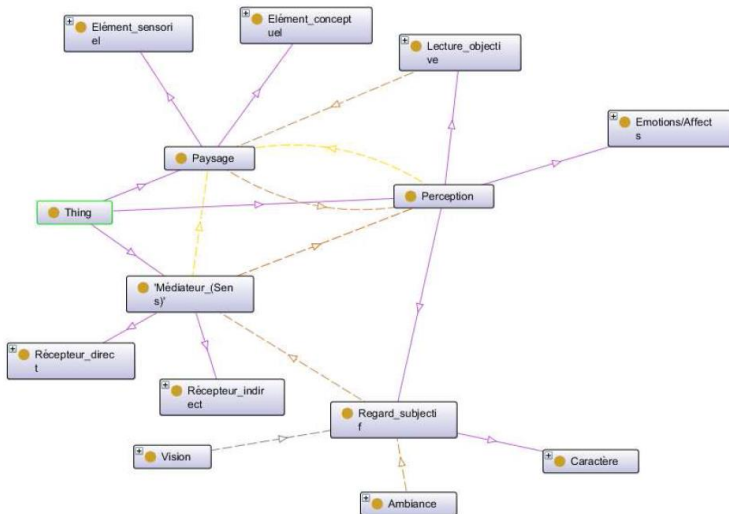 Elément_sensori
el
Elément_concept
uel
Lecture_objecti
ve
Emotions/Affect
s
Paysage
Perception
Thing
'Médiateur_(Sen
s)'
Récepteur_direc
t
Récepteur_indir
ect
Regard_subjecti
f
Vision
Caractère
Ambiance